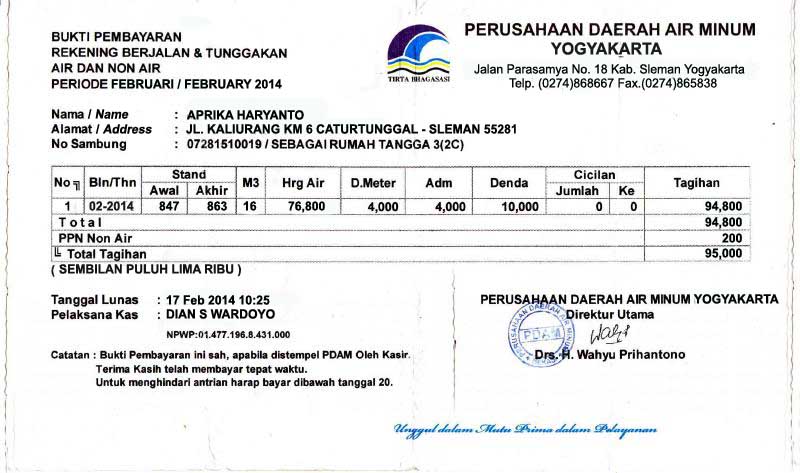 BUKTI PEMBAYARAN
REKENING BERJALAN & TUNGGAKAN
AIR DAN NON AIR
PERIODE FEBRUARI / FEBRUARY 2014
TIRTA BHAGASASI
PERUSAHAAN DAERAH AIR MINUM
YOGYAKARTA
Jalan Parasamya No. 18 Kab. Sleman Yogyakarta
Telp. (0274)868667 Fax.(0274)865838
Nama / Name : APRIKA HARYANTO
Alamat / Address : JL. KALIURANG KM 6 CATURTUNGGAL - SLEMAN 55281
No Sambung : 07281510019 / SEBAGAI RUMAH TANGGA 3(2C)
No Bln/Thn Stand Awal Akhir M3 Hrg Air D.Meter Adm Denda Cicilan Jumlah Ke Tagihan
1 02-2014 847 863 16 76,800 4,000 4,000 10,000 0 0 94,800
Total 94,800
PPN Non Air 200
Total Tagihan 95,000
( SEMBILAN PULUH LIMA RIBU )
Tanggal Lunas : 17 Feb 2014 10:25
Pelaksana Kas : DIAN S WARDOYO
NPWP:01.477.196.8.431.000
PERUSAHAAN DAERAH AIR MINUM YOGYAKARTA
Direktur Utama
PERUSAHAAN DAERAH AIR MINUM
PDAM
Drs. H. Wahyu Prihantono
Catatan : Bukti Pembayaran ini sah, apabila distempel PDAM Oleh Kasir.
Terima Kasih telah membayar tepat waktu.
Untuk menghindari antrian harap bayar dibawah tanggal 20.
Unggul dalam Mutu Prima dalam Pelayanan